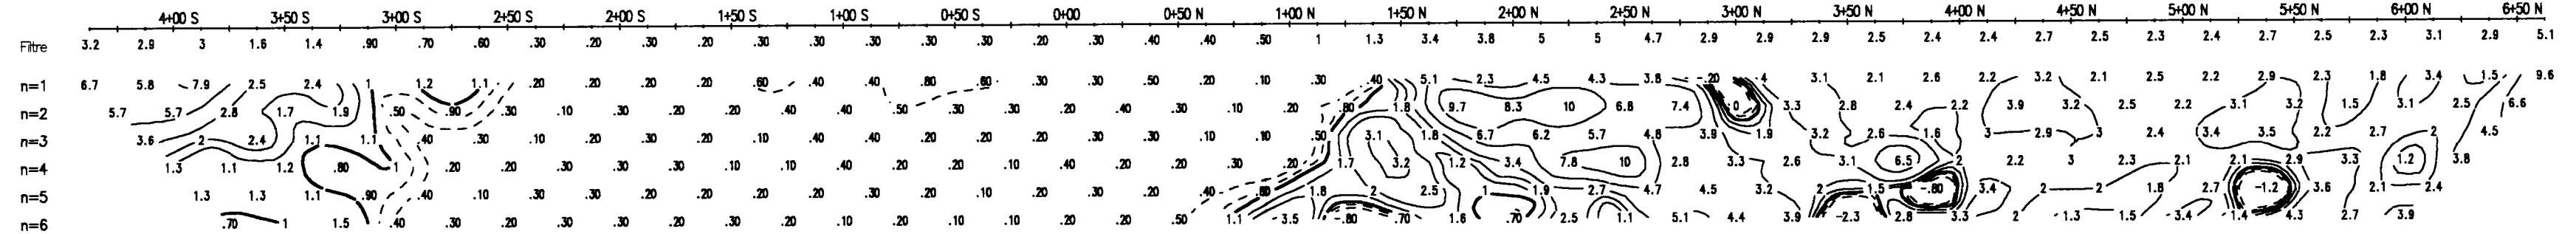 4+00 S 3+50 S 3+00 S 2+50 S 2+00 S 1+50 S 1+00 S 0+50 S 0+00 0+50 N 1+00 N 1+50 N 2+00 N 2+50 N 3+00 N 3+50 N 4+00 N 4+50 N 5+00 N 5+50 N 6+00 N 6+50 N
Filtre 3.2 2.9 3 1.6 1.4 .90 .70 .60 .30 .20 .30 .20 .20 .30 .30 .30 .30 .20 .30 .40 .40 .50 1 1.3 3.4 3.8 5 5 4.7 2.9 2.9 2.9 2.5 2.4 2.4 2.7 2.5 2.3 2.4 2.7 2.5 2.3 3.1 2.9 5.1
n=1 6.7 5.8 7.9 2.5 2.4 1 1.2 1.1 .20 .20 .20 .20 .60 .40 .40 .80 .60 .30 .30 .50 .20 .10 .30 .40 5.1 2.3 4.5 4.3 3.8 -.20 .4 3.1 2.1 2.6 2.2 3.2 2.1 2.5 2.2 2.9 2.3 1.8 3.4 1.5 9.6
n=2 5.7 5.7 2.8 1.7 1.9 .50 .90 .30 .10 .30 .20 .20 .40 .40 .50 .30 .20 .30 .40 .10 .20 .80 1.8 9.7 8.3 10 6.8 7.4 0 3.3 2.8 2.4 2.2 3.9 3.2 2.5 2.2 3.1 3.2 1.5 3.1 2.5 6.6
n=3 3.6 2 2.4 1.1 1.1 .40 .30 .20 .20 .30 .10 .10 .40 .40 .20 .20 .30 .30 .10 .10 .50 3.1 1.8 6.7 6.2 5.7 4.8 3.9 1.9 3.2 2.6 1.6 3 2.9 3 2.4 3.4 3.5 2.2 2.7 2 4.5
n=4 1.3 1.1 1.2 .80 1 .20 .20 .30 .20 .30 .10 .10 .40 .20 .10 .20 .40 .20 .30 .20 1.7 3.2 1.2 3.4 7.8 10 2.8 3.3 2.6 3.1 6.5 2 2.2 3 2.3 2.1 2.1 2.9 3.3 1.2 3.8
n=5 1.3 1.3 1.1 .90 .40 .10 .30 .30 .30 .20 .10 .20 .20 .10 .20 .30 .20 .40 .80 1.8 2 2.5 1 1.9 2.7 4.7 4.5 3.2 2 1.5 -.80 3.4 2 2 1.8 2.7 -1.2 3.6 2.1 2.4
n=6 .70 1 1.5 .40 .30 .20 .30 .30 .30 .20 .10 .10 .10 .10 .20 .20 .50 1.1 3.5 -.80 .70 1.6 .70 2.5 1.1 5.1 4.4 3.9 -2.3 2.8 3.3 2 1.3 1.5 3.4 1.4 4.3 2.7 3.9